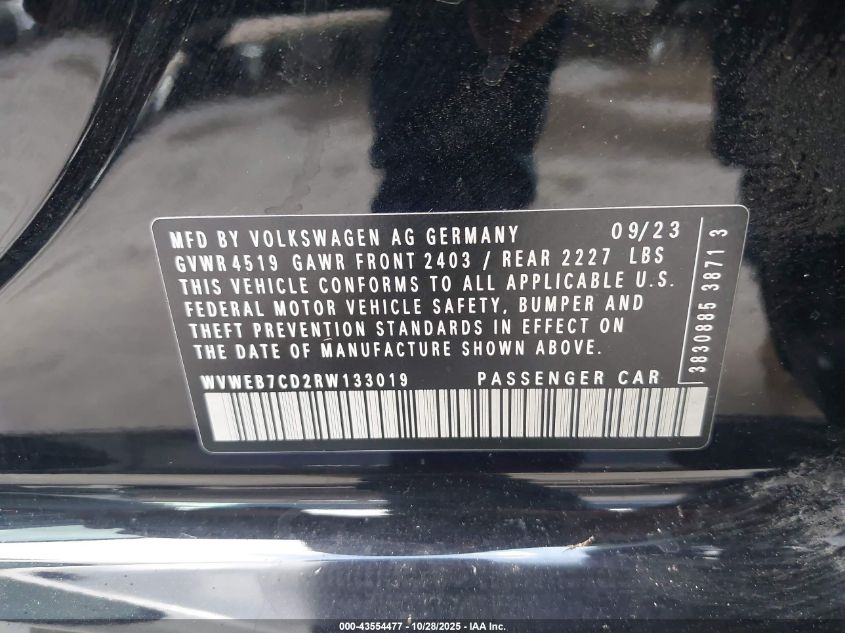 MFD BY VOLKSWAGEN AG GERMANY 09/23
GVWR 4519 GAWR FRONT 2403 / REAR 2227 LBS
THIS VEHICLE CONFORMS TO ALL APPLICABLE U.S.
FEDERAL MOTOR VEHICLE SAFETY, BUMPER AND
THEFT PREVENTION STANDARDS IN EFFECT ON
THE DATE OF MANUFACTURE SHOWN ABOVE.
WVWEB7CD2RW133019 PASSENGER CAR
3830885 3871 3
000-43554477 - 10/28/2025 - IAA Inc.